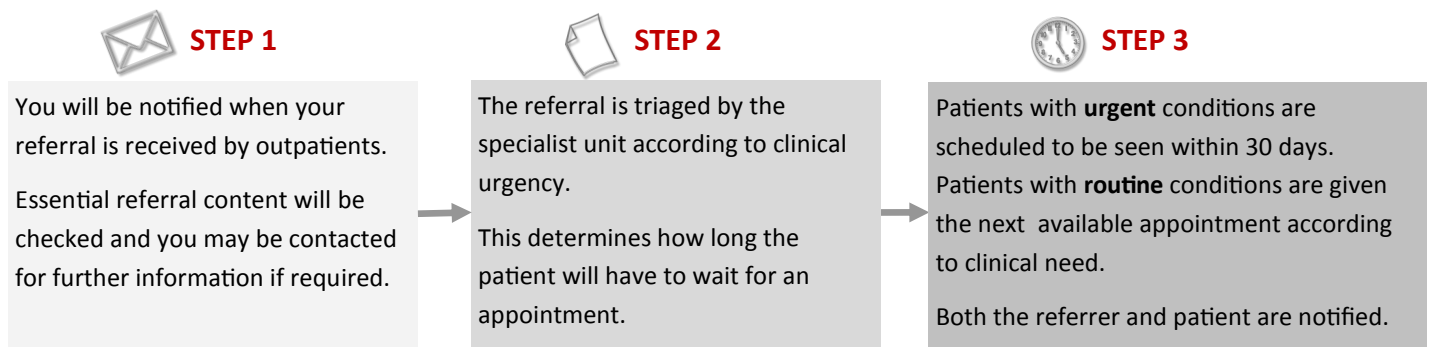 STEP 1
You will be notified when your
referral is received by outpatients.
Essential referral content will be
checked and you may be contacted
for further information if required.
STEP 2
The referral is triaged by the
specialist unit according to clinical
urgency.
This determines how long the
patient will have to wait for an
appointment.
STEP 3
Patients with urgent conditions are
scheduled to be seen within 30 days.
Patients with routine conditions are given
the next available appointment according
to clinical need.
Both the referrer and patient are notified.